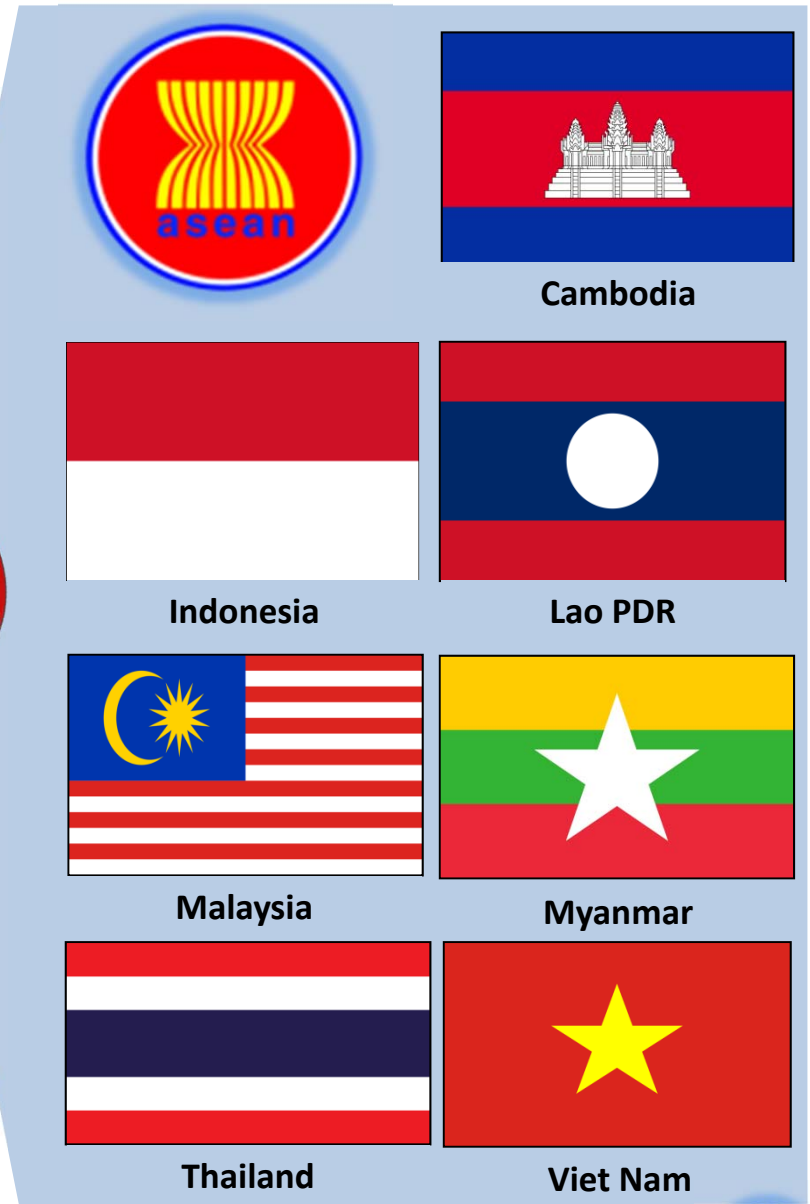 asean
Cambodia
Indonesia
Lao PDR
Malaysia
Myanmar
Thailand
Viet Nam